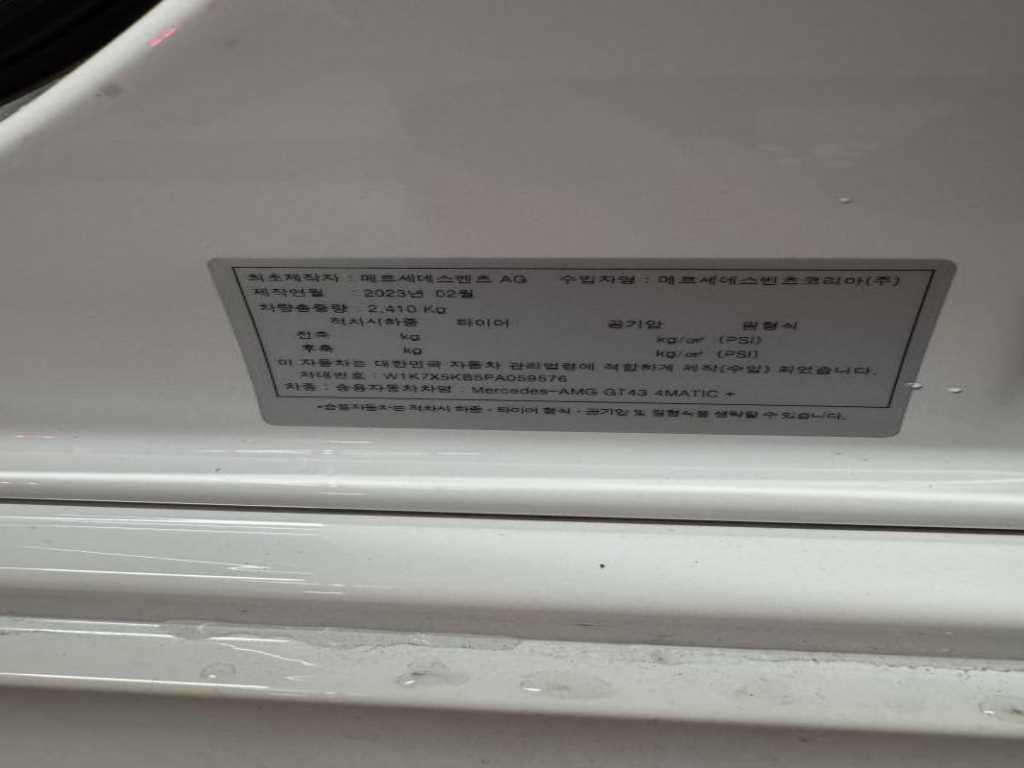 최초제작자 : 메르세데스벤츠 AG 수입자명 : 메르세데스벤츠코리아(주)
제작연월 : 2023년 02월
차량총중량 : 2,410 Kg
적차시하중 타이어 공기압 원형식
전축 kg kg/㎠ (PSI)
후축 kg kg/㎠ (PSI)
이 자동차는 대한민국 자동차 관리법령에 적합하게 제작(수입) 되었습니다.
차대번호 : W1K7X5KB5PA059576
차종 : 승용자동차차명 : Mercedes-AMG GT43 4MATIC +
*승용자동차는 적차시 하중 · 타이어 형식 · 공기압 및 원형식를 생략할 수 있습니다.